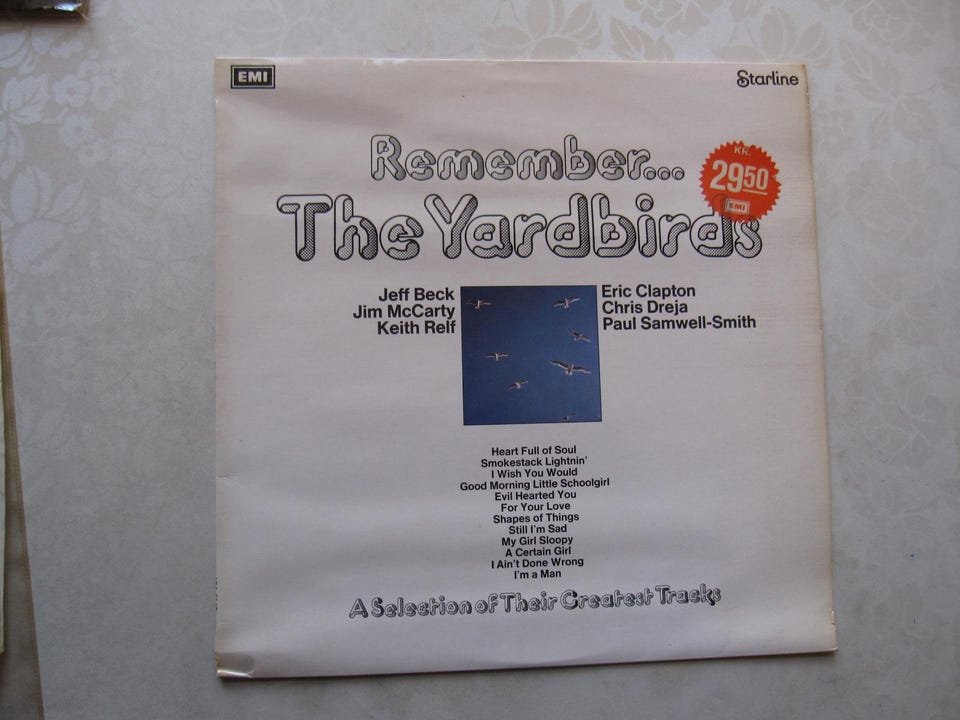 EMI
Starline
Remember...
KR.
2950
EMI
The Yardbirds
Jeff Beck
Jim McCarty
Keith Relf
Eric Clapton
Chris Dreja
Paul Samwell-Smith
Heart Full of Soul
Smokestack Lightnin'
I Wish You Would
Good Morning Little Schoolgirl
Evil Hearted You
For Your Love
Shapes of Things
Still I'm Sad
My Girl Sloopy
A Certain Girl
I Ain't Done Wrong
I'm a Man
A Selection of Their Greatest Tracks